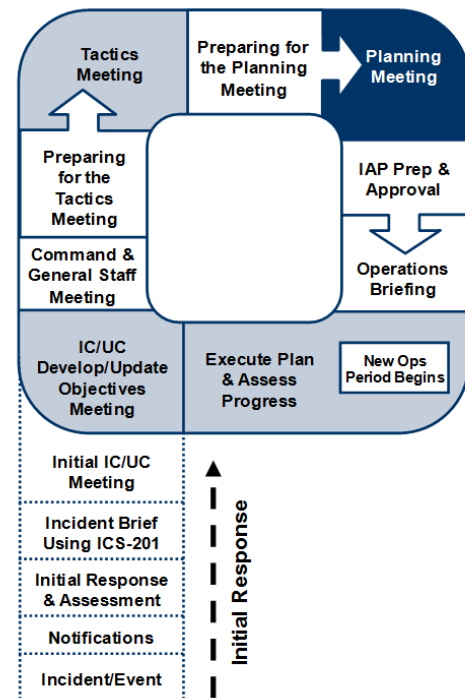 Tactics
Meeting
Preparing for
the Planning
Meeting
Planning
Meeting
Preparing
for the
Tactics
Meeting
IAP Prep &
Approval
Command &
General Staff
Meeting
Operations
Briefing
IC/UC
Develop/Update
Objectives
Meeting
Execute Plan
& Assess
Progress
New Ops
Period Begins
Initial IC/UC
Meeting
Incident Brief
Using ICS-201
Initial Response
& Assessment
Notifications
Incident/Event
Initial Response